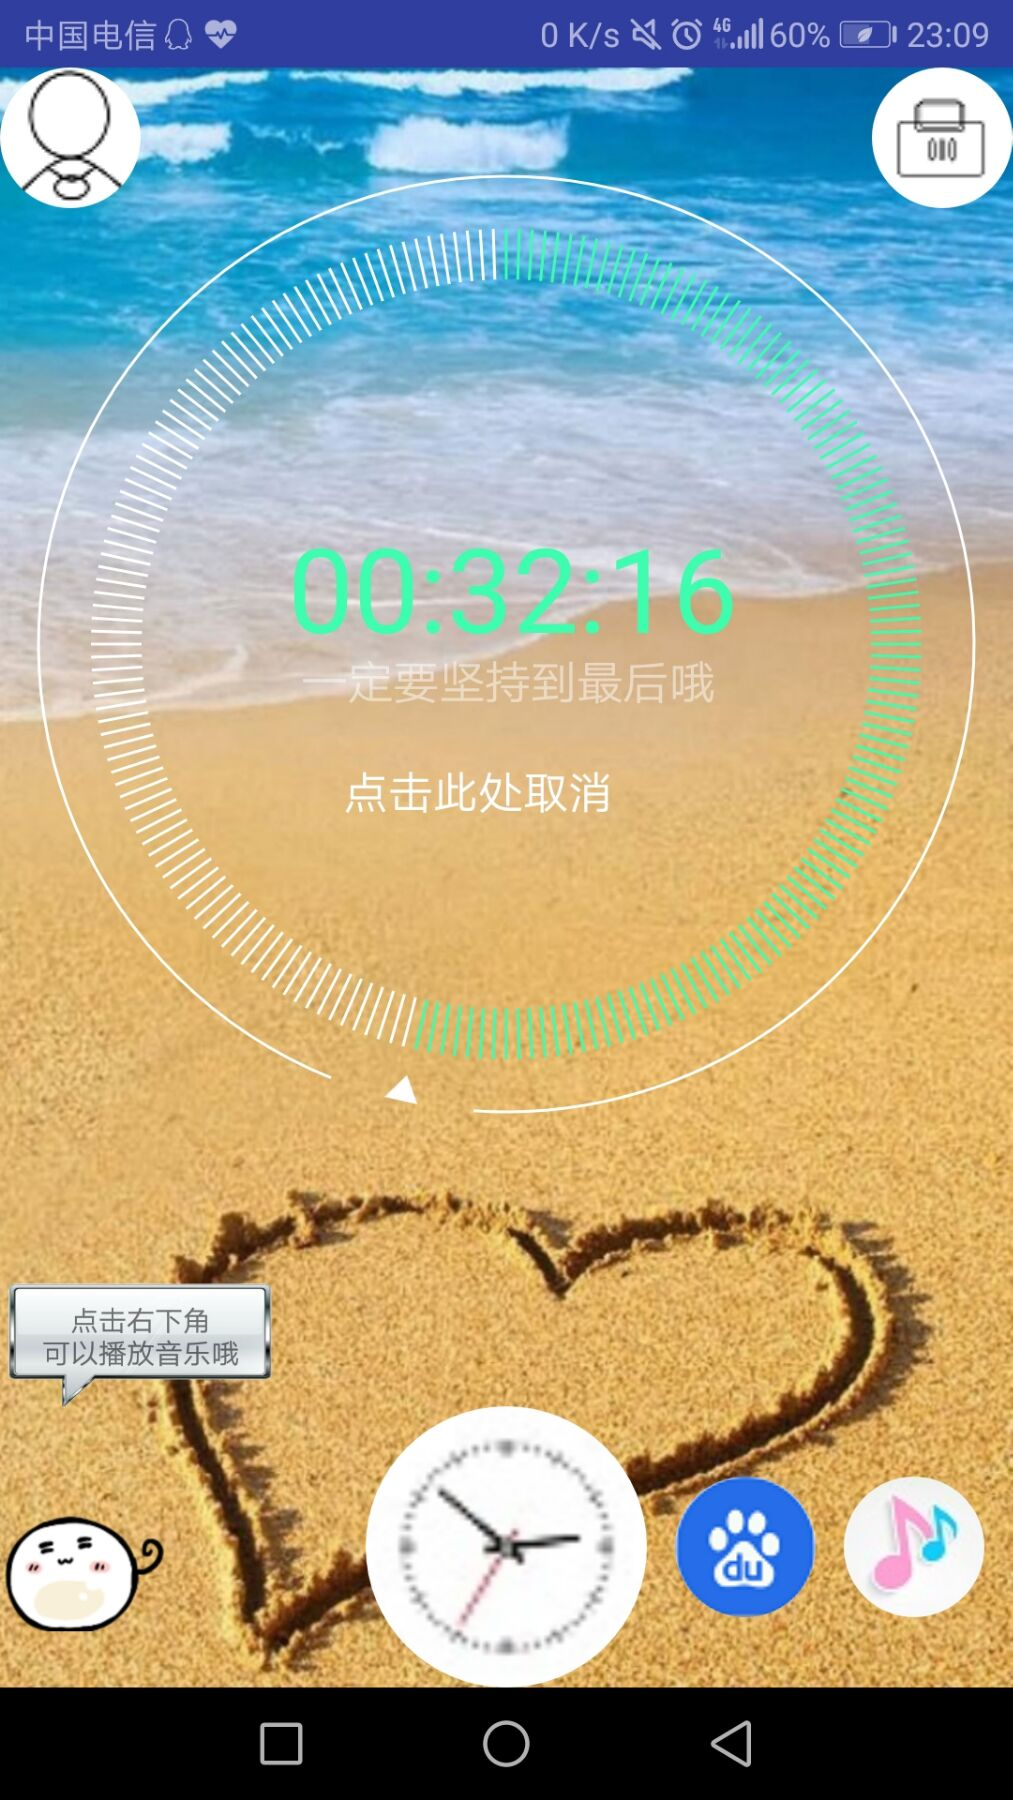 中国电信 0 K/s 4G 60% 23:09
00:32:16
一定要坚持到最后哦
点击此处取消
点击右下角
可以播放音乐哦
du